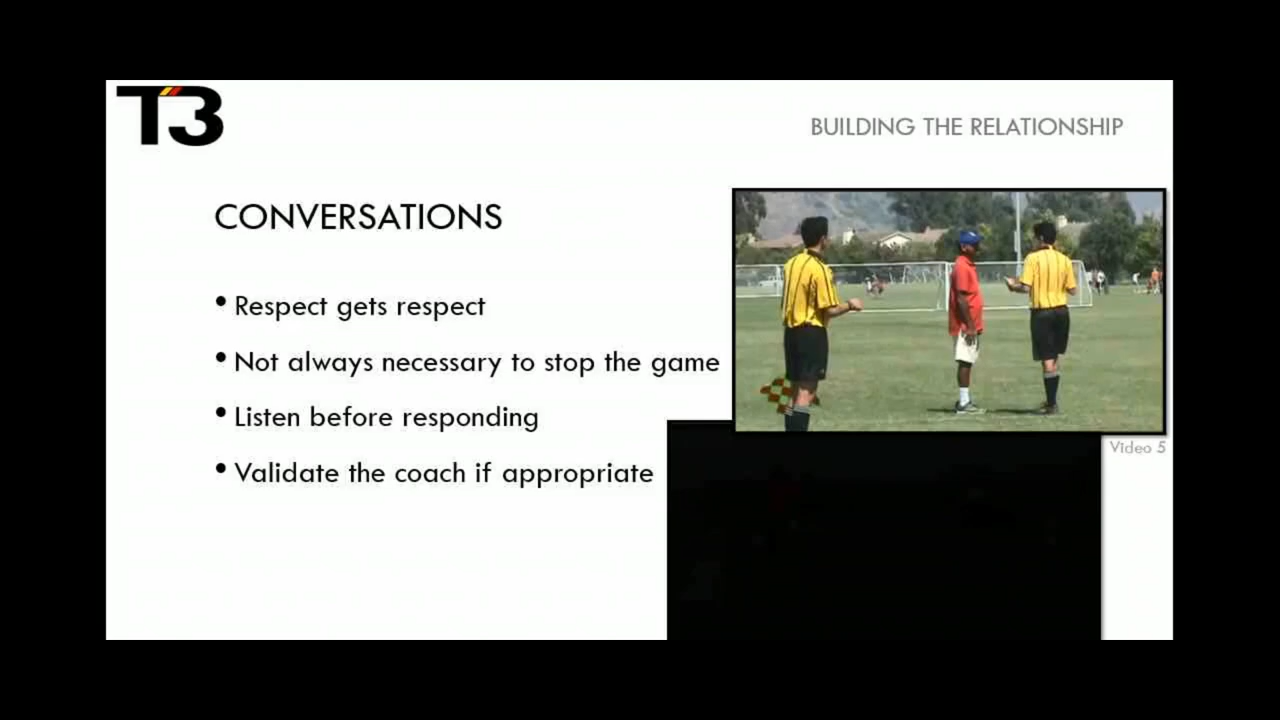 T3
BUILDING THE RELATIONSHIP
CONVERSATIONS
• Respect gets respect
• Not always necessary to stop the game
• Listen before responding
• Validate the coach if appropriate
Video 5